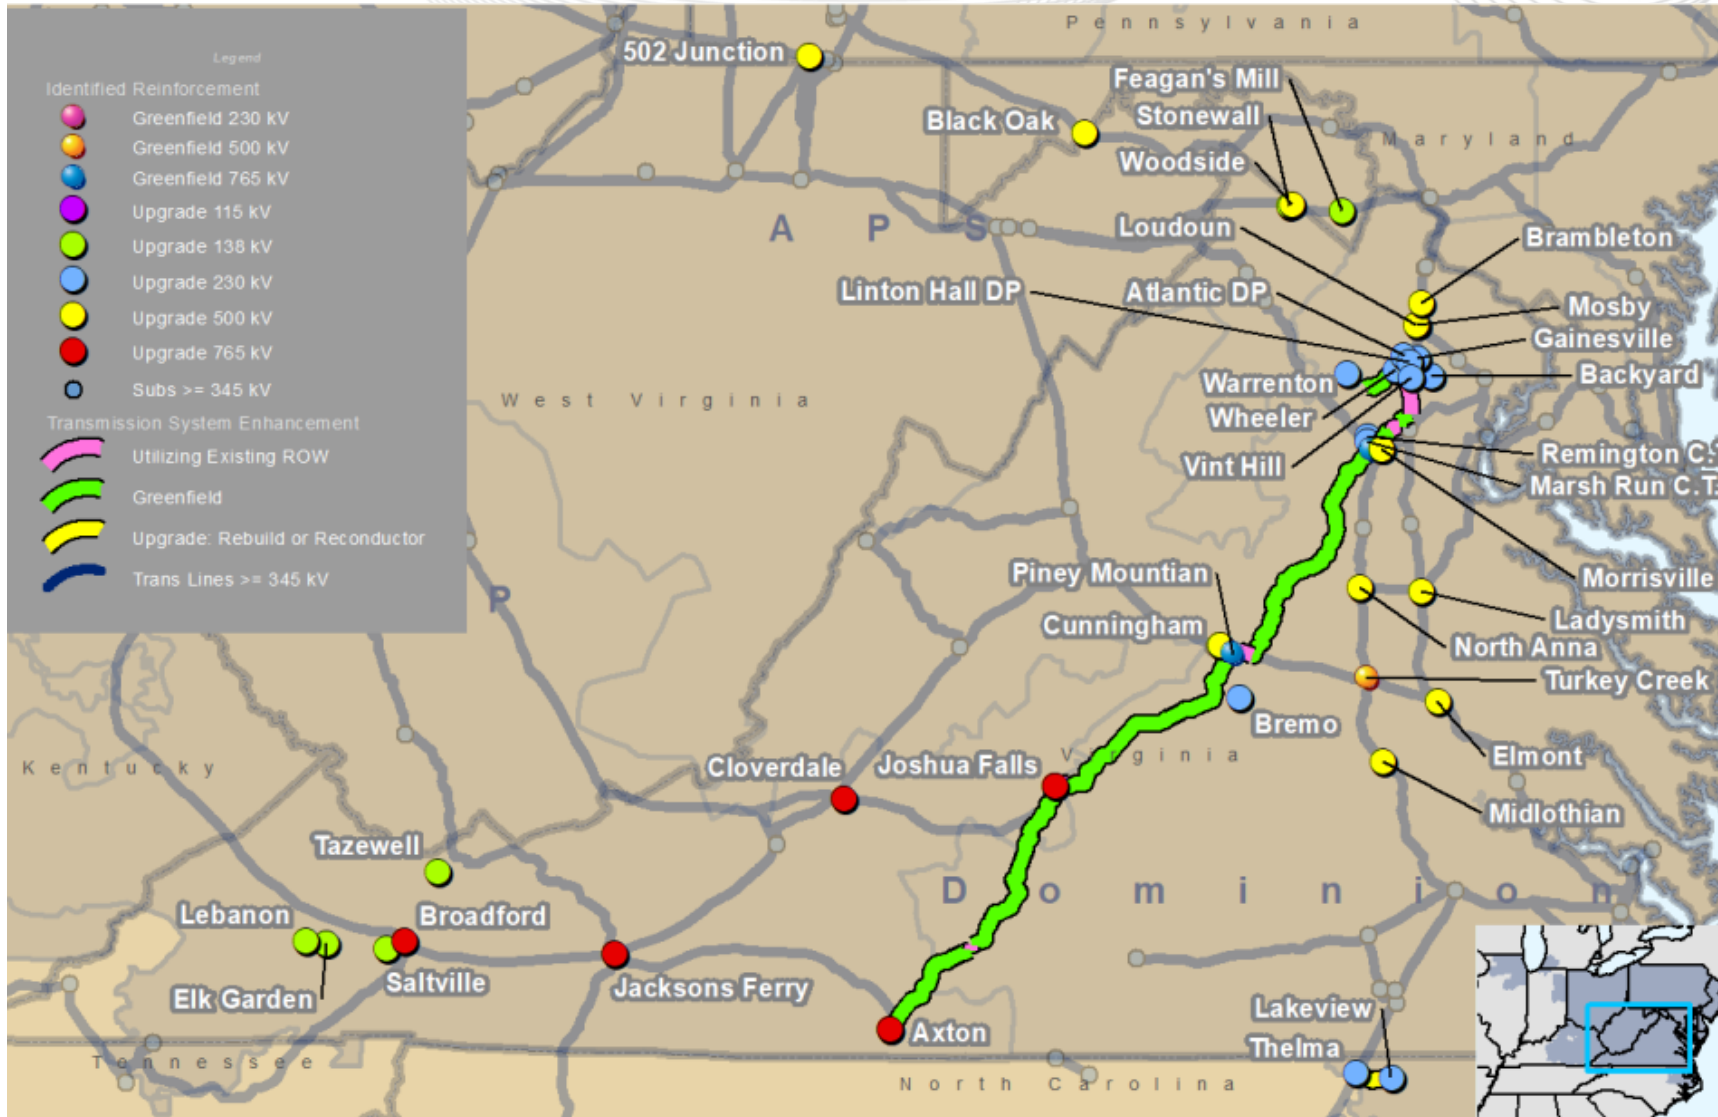 Legend
Identified Reinforcement
Greenfield 230 kV
Greenfield 500 kV
Greenfield 765 kV
Upgrade 115 kV
Upgrade 138 kV
Upgrade 230 kV
Upgrade 500 kV
Upgrade 765 kV
Subs >= 345 kV
Transmission System Enhancement
Utilizing Existing ROW
Greenfield
Upgrade: Rebuild or Reconductor
Trans Lines >= 345 kV
Pennsylvania
502 Junction
Feagan's Mill
Black Oak
Stonewall
Maryland
Woodside
A P S
Loudoun
Brambleton
Linton Hall DP
Atlantic DP
Mosby
Gainesville
Warrenton
Backyard
West Virginia
Wheeler
Vint Hill
Remington C.T
Marsh Run C.T.
Piney Mountian
Morrisville
P
Cunningham
Ladysmith
North Anna
Turkey Creek
Bremo
Elmont
Kentucky
Cloverdale
Joshua Falls
Virginia
Midlothian
Tazewell
Dominion
Lebanon
Broadford
Elk Garden
Saltville
Jacksons Ferry
Axton
Lakeview
Thelma
Tennessee
North Carolina